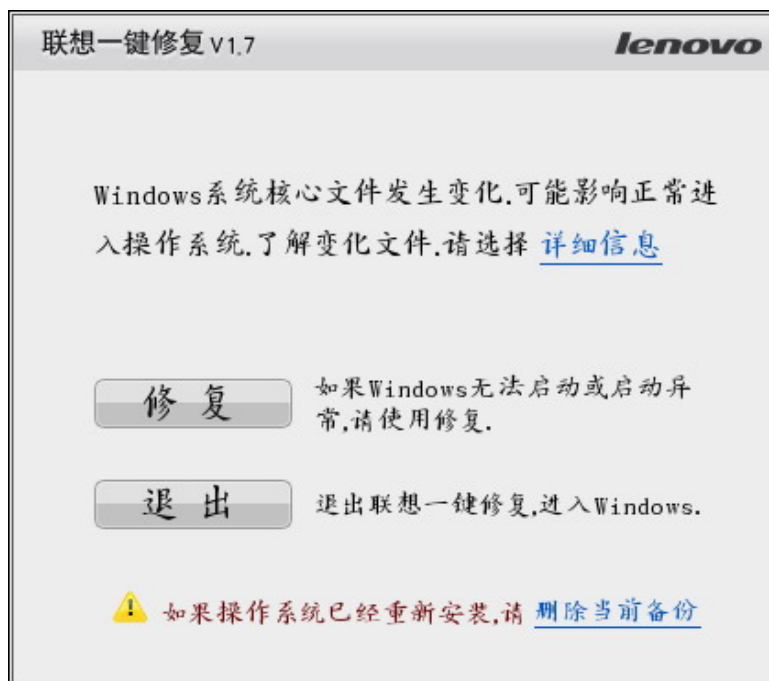 联想一键修复 V1.7
lenovo
Windows系统核心文件发生变化.可能影响正常进
入操作系统.了解变化文件.请选择 详细信息
修 复
如果Windows无法启动或启动异
常,请使用修复.
退 出
退出联想一键修复,进入Windows.
如果操作系统已经重新安装,请 删除当前备份